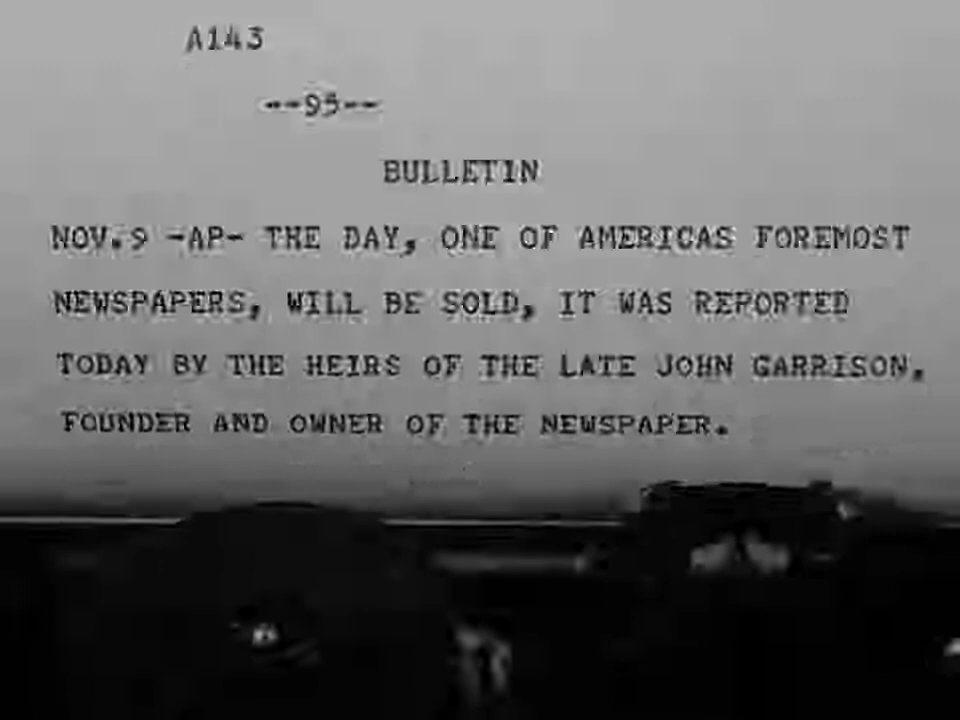 A143
--95--
BULLETIN
NOV.9 -AP- THE DAY, ONE OF AMERICAS FOREMOST
NEWSPAPERS, WILL BE SOLD, IT WAS REPORTED
TODAY BY THE HEIRS OF THE LATE JOHN GARRISON,
FOUNDER AND OWNER OF THE NEWSPAPER.